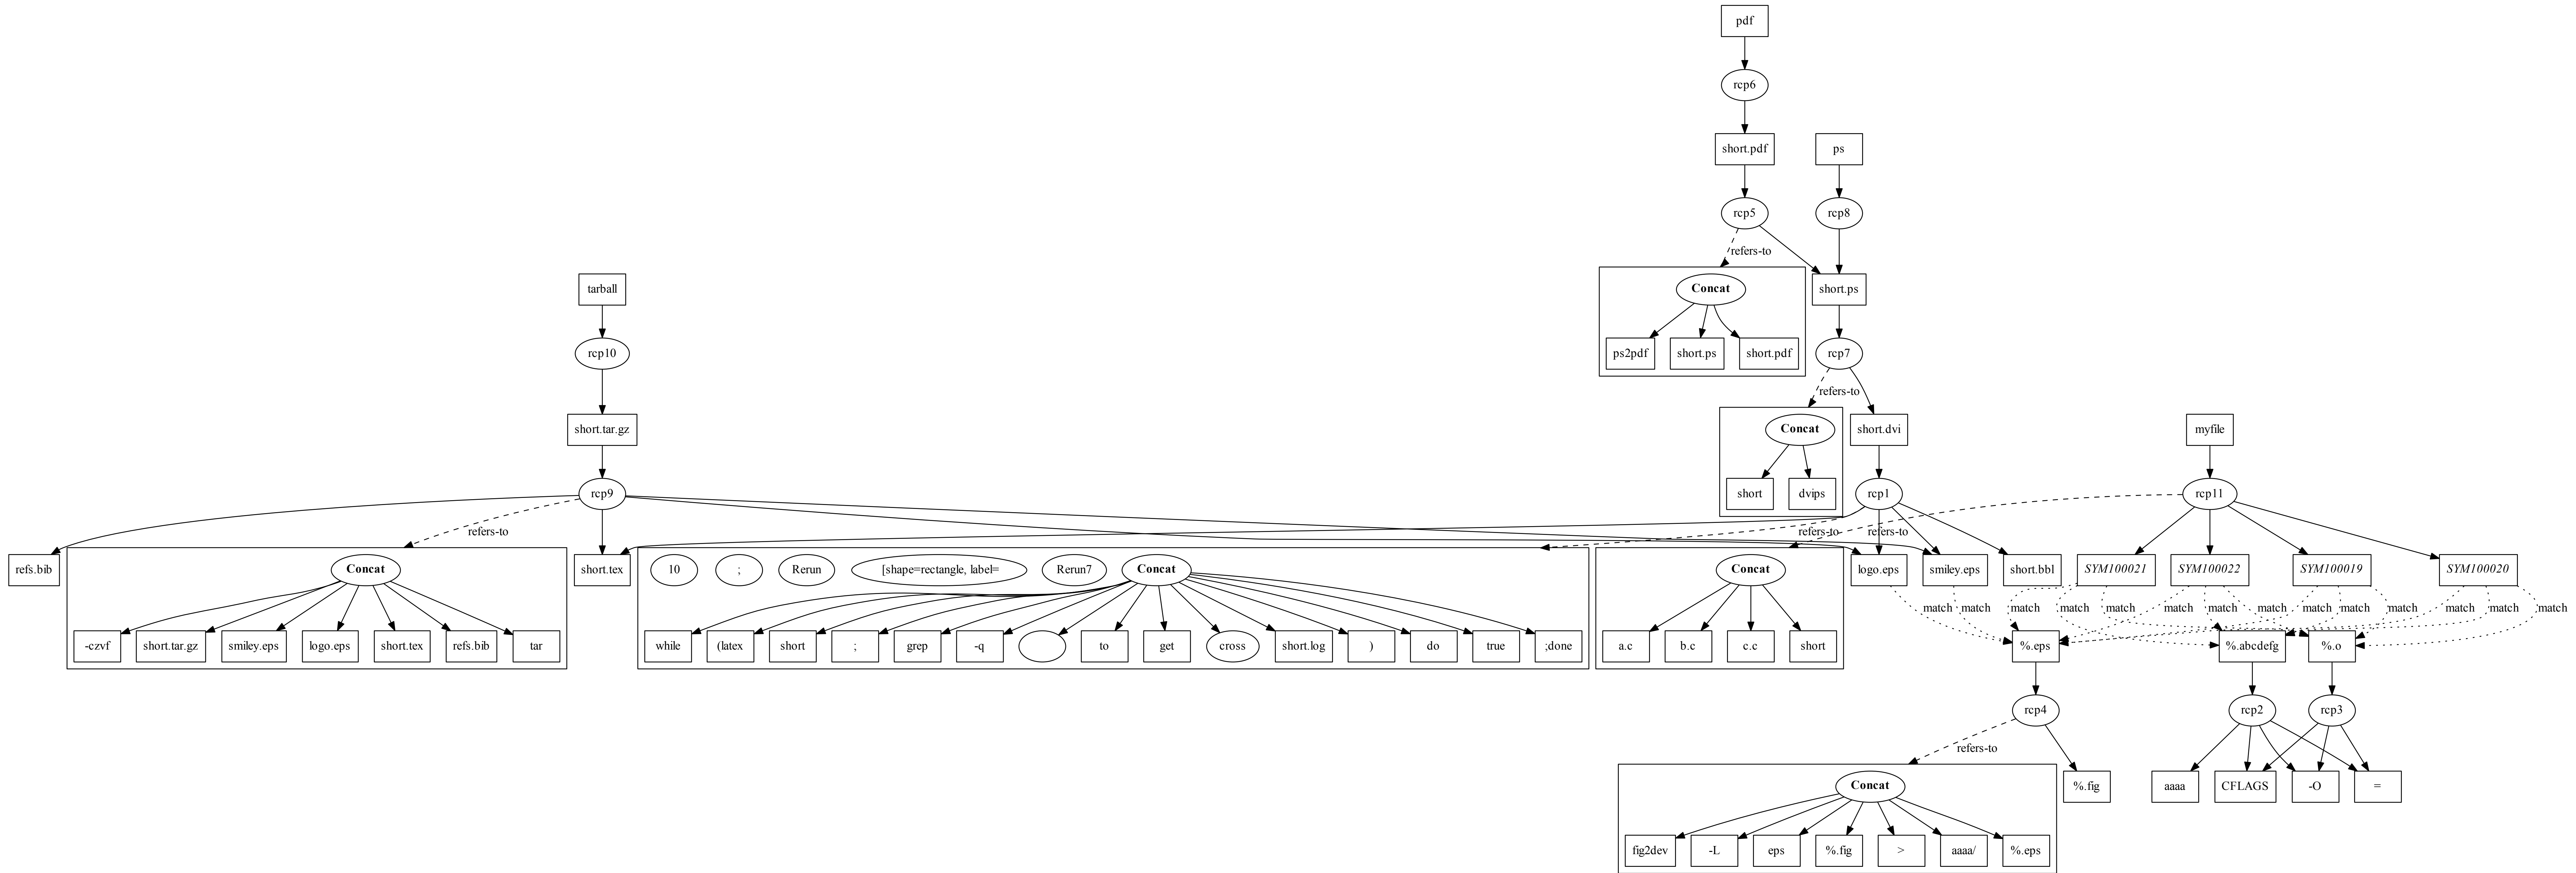 pdf
rcp6
short.pdf
ps
rcp5
rcp8
refers-to
tarball
Concat
short.ps
ps2pdf
short.ps
short.pdf
rcp10
rcp7
refers-to
short.tar.gz
Concat
short.dvi
myfile
short
dvips
rcp9
rcp1
rcp11
refers-to
refers-to
refers-to
refs.bib
Concat
short.tex
10
;
Rerun
[shape=rectangle, label=
Rerun7
Concat
Concat
logo.eps
smiley.eps
short.bbl
SYM100021
SYM100022
SYM100019
SYM100020
match
match
match
match
match
match
match
match
match
match
match
match
match
match
-czvf
short.tar.gz
smiley.eps
logo.eps
short.tex
refs.bib
tar
while
(latex
short
;
grep
-q
to
get
cross
short.log
)
do
true
;done
a.c
b.c
c.c
short
%.eps
%.abcdefg
%.o
rcp4
rcp2
rcp3
refers-to
Concat
%.fig
aaaa
CFLAGS
-O
=
fig2dev
-L
eps
%.fig
>
aaaa/
%.eps